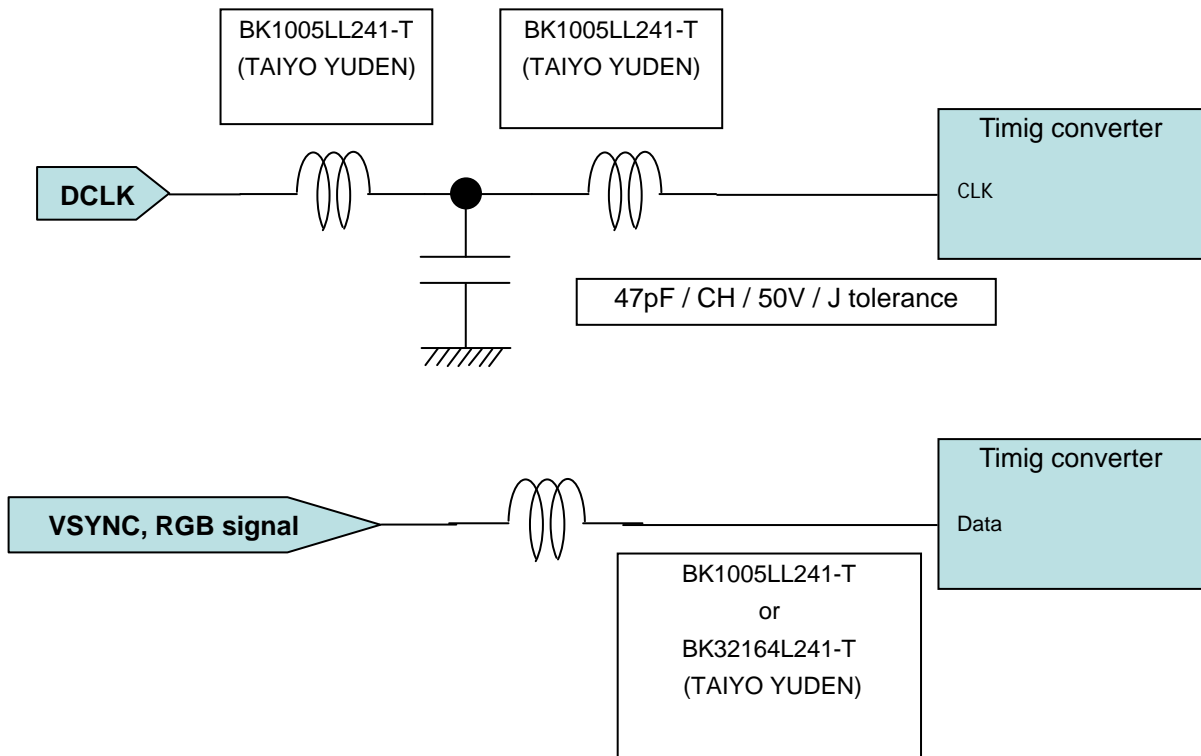 BK1005LL241-T
(TAIYO YUDEN)
BK1005LL241-T
(TAIYO YUDEN)
Timig converter
DCLK
CLK
47pF / CH / 50V / J tolerance
Timig converter
VSYNC, RGB signal
Data
BK1005LL241-T
or
BK32164L241-T
(TAIYO YUDEN)